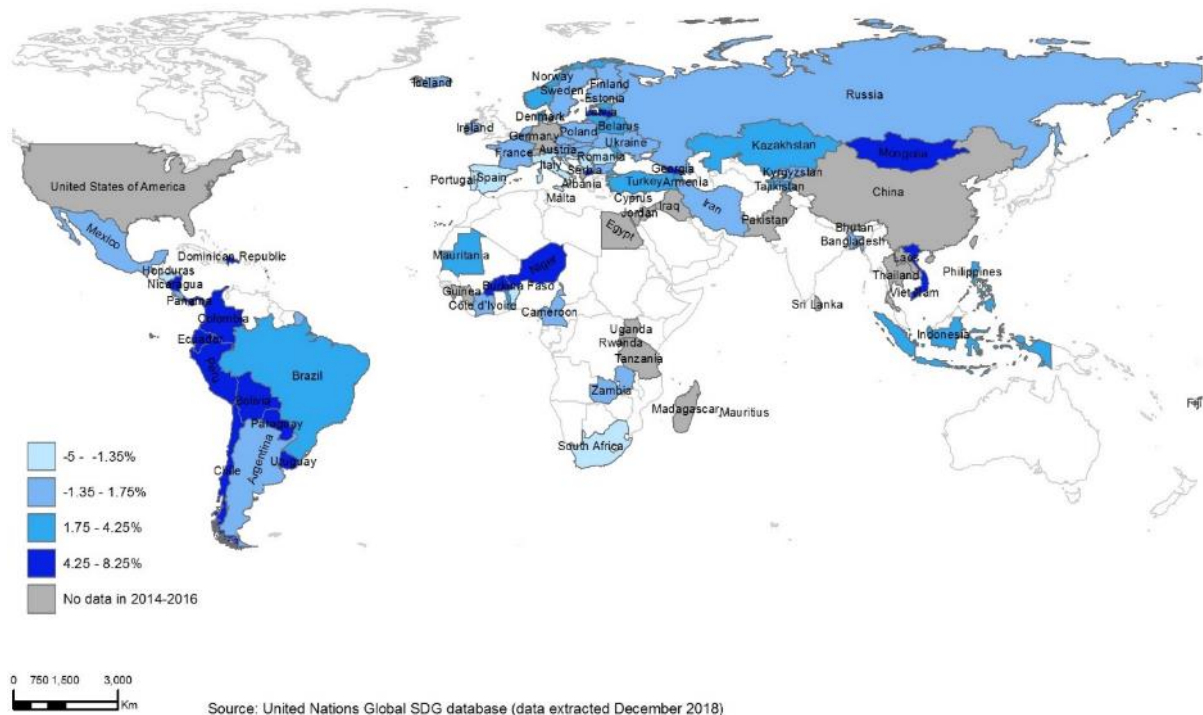 Iceland
Norway
Finland
Sweden
Estonia
Russia
Denmark
Ireland
Belarus
Germany
Poland
Ukraine
Kazakhstan
France
Austria
Romania
Mongolia
Italy
Georgia
Kyrgyzstan
United States of America
Portugal
Spain
Serbia
Turkey
Armenia
Tajikistan
Albania
China
Malta
Cyprus
Iraq
Iran
Jordan
Pakistan
Mexico
Egypt
Bhutan
Bangladesh
Mauritania
Niger
Dominican Republic
Laos
Honduras
Philippines
Nicaragua
Guinea
Burkina Faso
Thailand
Panama
Côte d'Ivoire
Vietnam
Sri Lanka
Colombia
Cameroon
Ecuador
Uganda
Indonesia
Rwanda
Brazil
Tanzania
Peru
Bolivia
Zambia
Fiji
Madagascar
Mauritius
Paraguay
South Africa
Argentina
Uruguay
Chile
-5 - -1.35%
-1.35 - 1.75%
1.75 - 4.25%
4.25 - 8.25%
No data in 2014-2016
0 750 1,500 3,000
Km
Source: United Nations Global SDG database (data extracted December 2018)